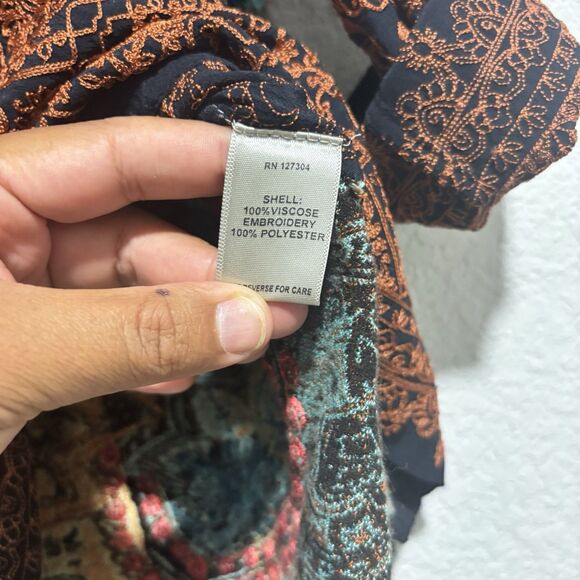 RN 127304
SHELL:
100%VISCOSE
EMBROIDERY
100% POLYESTER
REVERSE FOR CARE